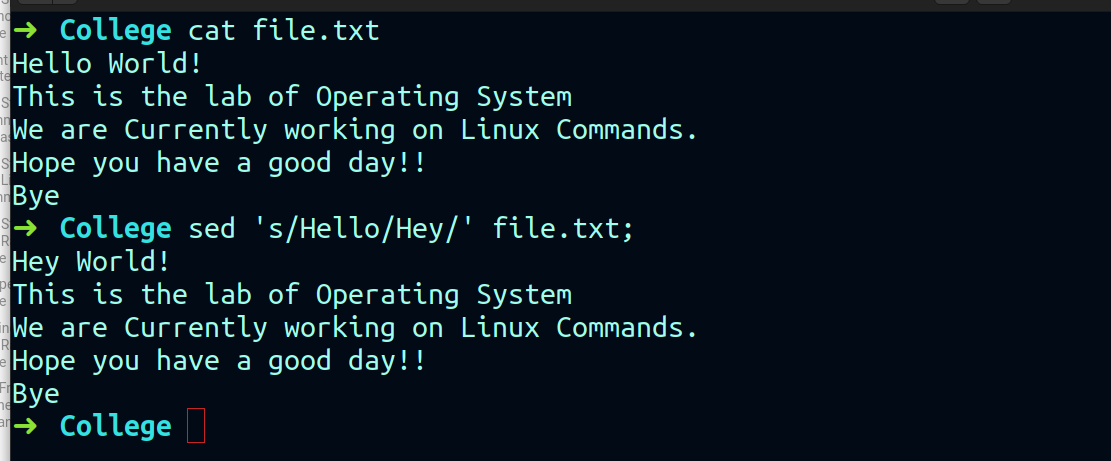 ➜ College cat file.txt
Hello World!
This is the lab of Operating System
We are Currently working on Linux Commands.
Hope you have a good day!!
Bye
➜ College sed 's/Hello/Hey/' file.txt;
Hey World!
This is the lab of Operating System
We are Currently working on Linux Commands.
Hope you have a good day!!
Bye
➜ College